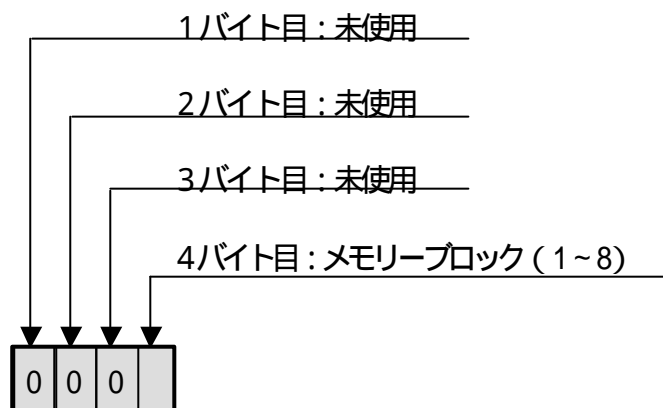 1バイト目：未使用
2バイト目：未使用
3バイト目：未使用
4バイト目：メモリーブロック（1~8）
0 0 0